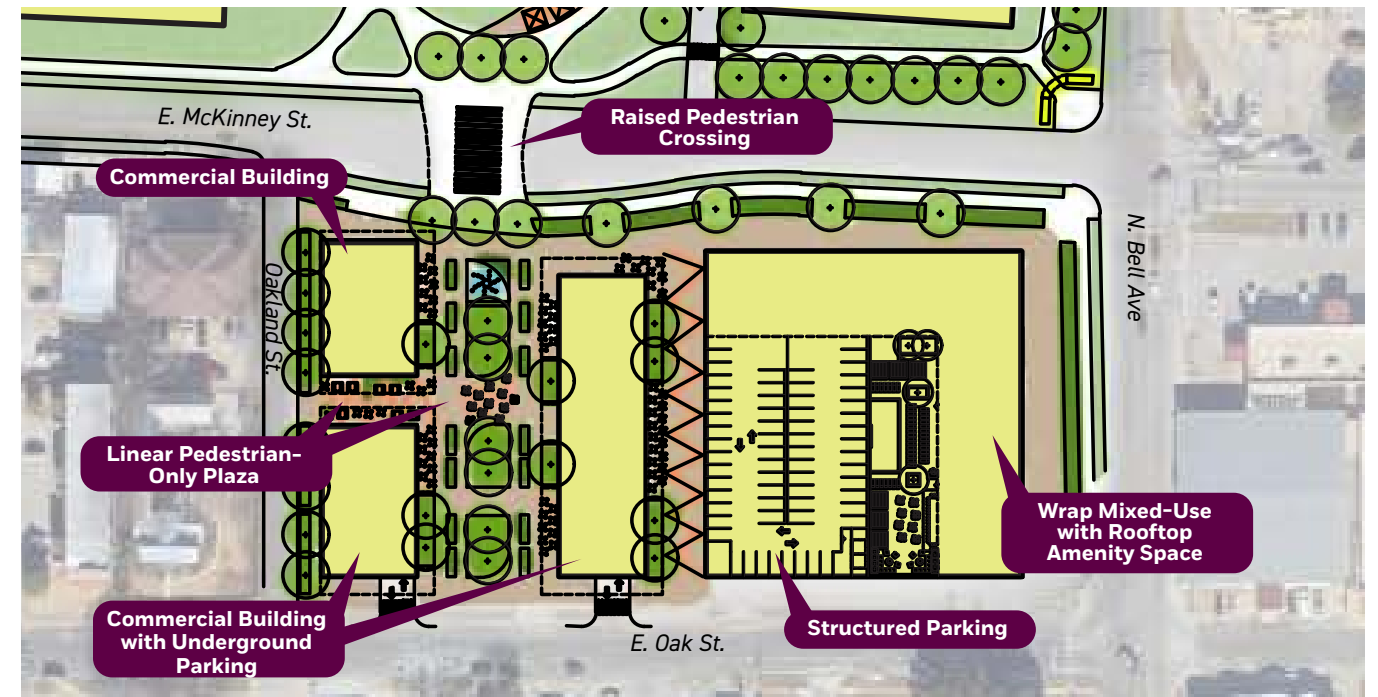 E. McKinney St.
Raised Pedestrian
Crossing
Commercial Building
N. Bell Ave
Oakland St.
Linear Pedestrian-
Only Plaza
Wrap Mixed-Use
with Rooftop
Amenity Space
Commercial Building
with Underground
Parking
Structured Parking
E. Oak St.